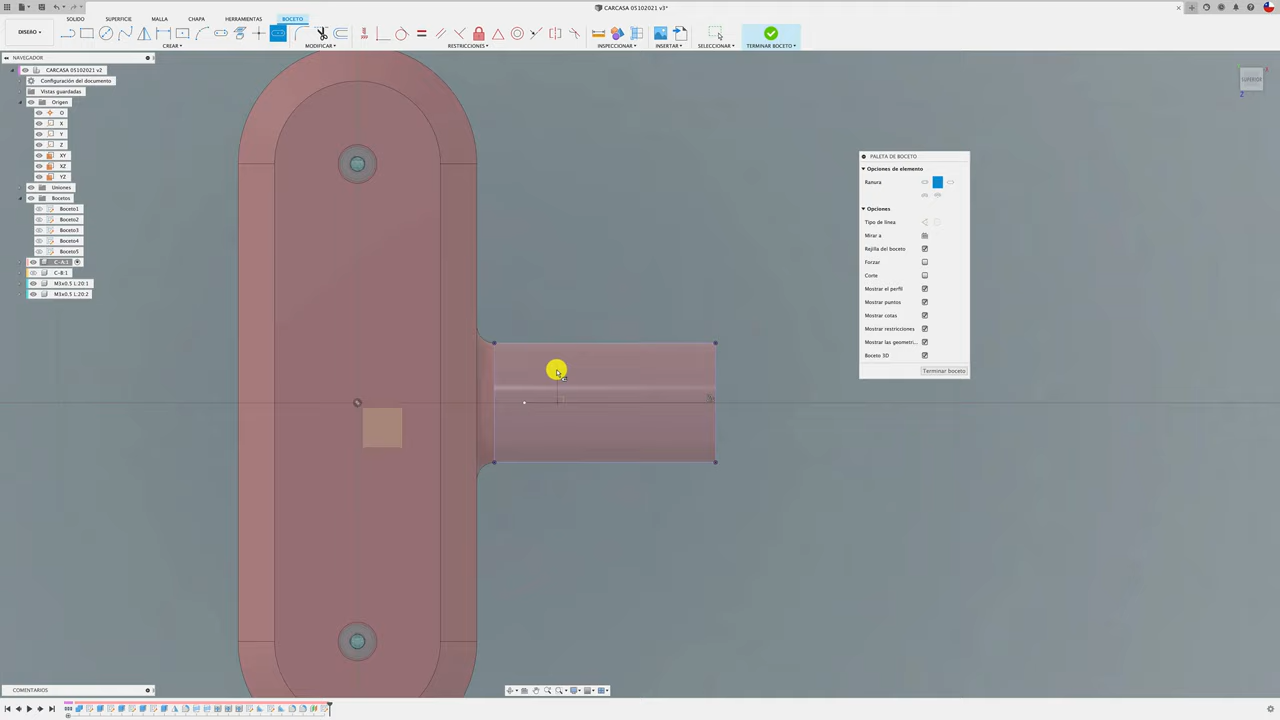 CARCASA 05102021 v3*
SÓLIDO SUPERFICIE MALLA CHAPA HERRAMIENTAS BOCETO
DISEÑO
CREAR MODIFICAR RESTRICCIONES INSPECCIONAR INSERTAR SELECCIONAR TERMINAR BOCETO
NAVEGADOR
CARCASA 05102021 v2
Configuración del documento
Vistas guardadas
Origen
O
X
Y
Z
XY
XZ
YZ
Uniones
Bocetos
Boceto1
Boceto2
Boceto3
Boceto4
Boceto5
C-A:1
C-B:1
M3x0.5 L:20:1
M3x0.5 L:20:2
SUPERIOR
X
Z
PALETA DE BOCETO
Opciones de elemento
Ranura
Opciones
Tipo de línea
Mirar a
Rejilla del boceto
Forzar
Corte
Mostrar el perfil
Mostrar puntos
Mostrar cotas
Mostrar restricciones
Mostrar las geometrí...
Boceto 3D
Terminar boceto
COMENTARIOS